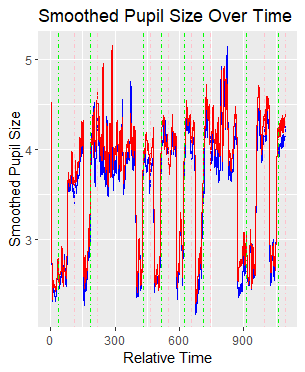 Smoothed Pupil Size Over Time
Smoothed Pupil Size
5
4
3
0 300 600 900
Relative Time